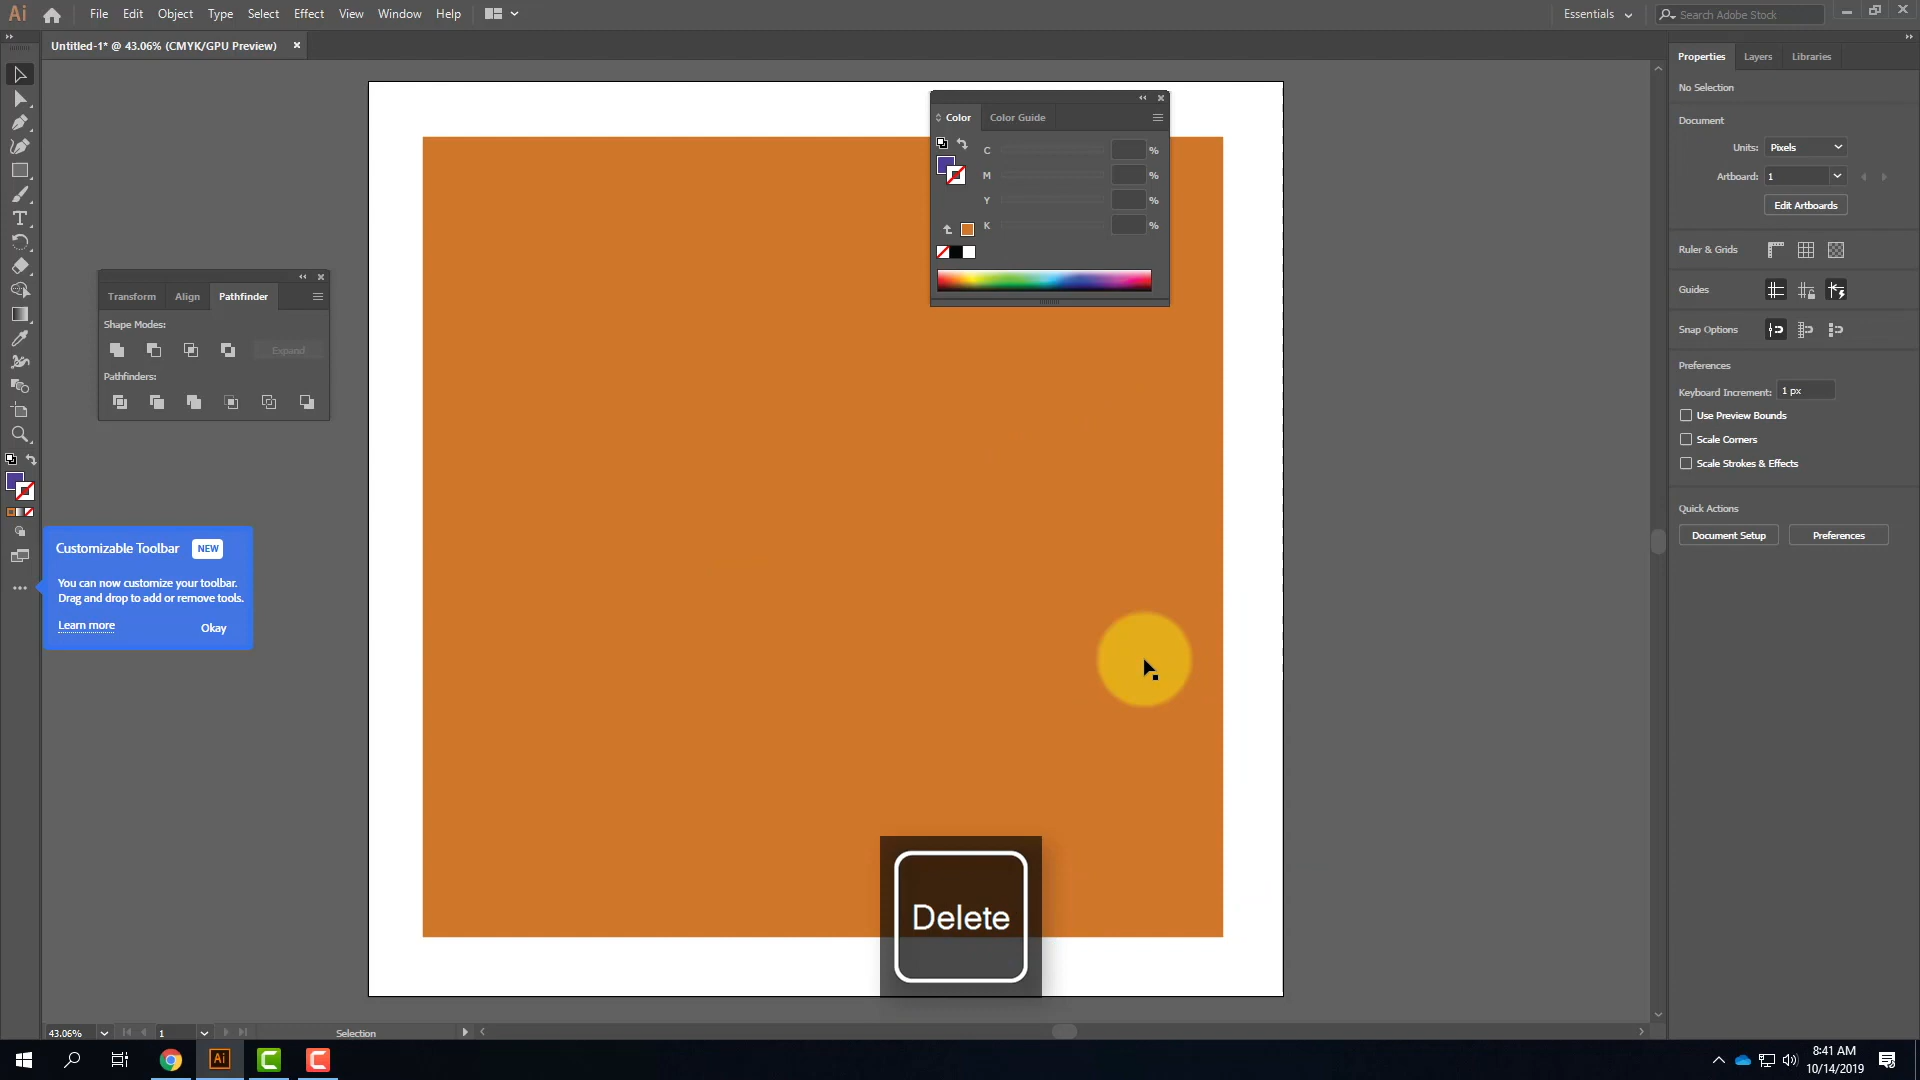 Ai
File Edit Object Type Select Effect View Window Help
Essentials
Search Adobe Stock
Untitled-1* @ 43.06% (CMYK/GPU Preview)
Properties Layers Libraries
No Selection
Document
Units: Pixels
Artboard: 1
Edit Artboards
Ruler & Grids
Guides
Snap Options
Preferences
Keyboard Increment: 1 px
Use Preview Bounds
Scale Corners
Scale Strokes & Effects
Quick Actions
Document Setup Preferences
Color Color Guide
C %
M %
Y %
K %
Transform Align Pathfinder
Shape Modes:
Expand
Pathfinders:
Customizable Toolbar NEW
You can now customize your toolbar.
Drag and drop to add or remove tools.
Learn more Okay
Delete
43.06% 1 Selection
Ai
8:41 AM
10/14/2019